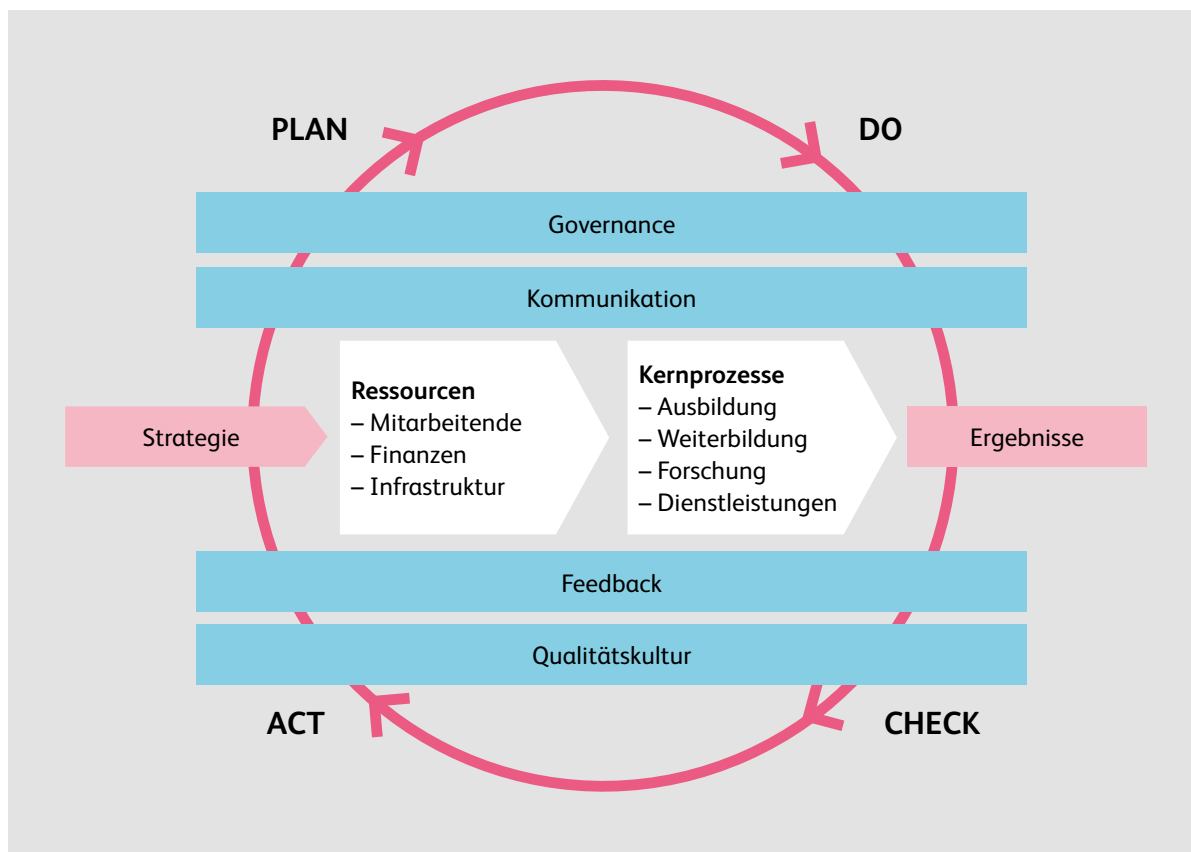 PLAN
DO
Governance
Kommunikation
Strategie
Ressourcen
– Mitarbeitende
– Finanzen
– Infrastruktur
Kernprozesse
– Ausbildung
– Weiterbildung
– Forschung
– Dienstleistungen
Ergebnisse
Feedback
Qualitätskultur
ACT
CHECK